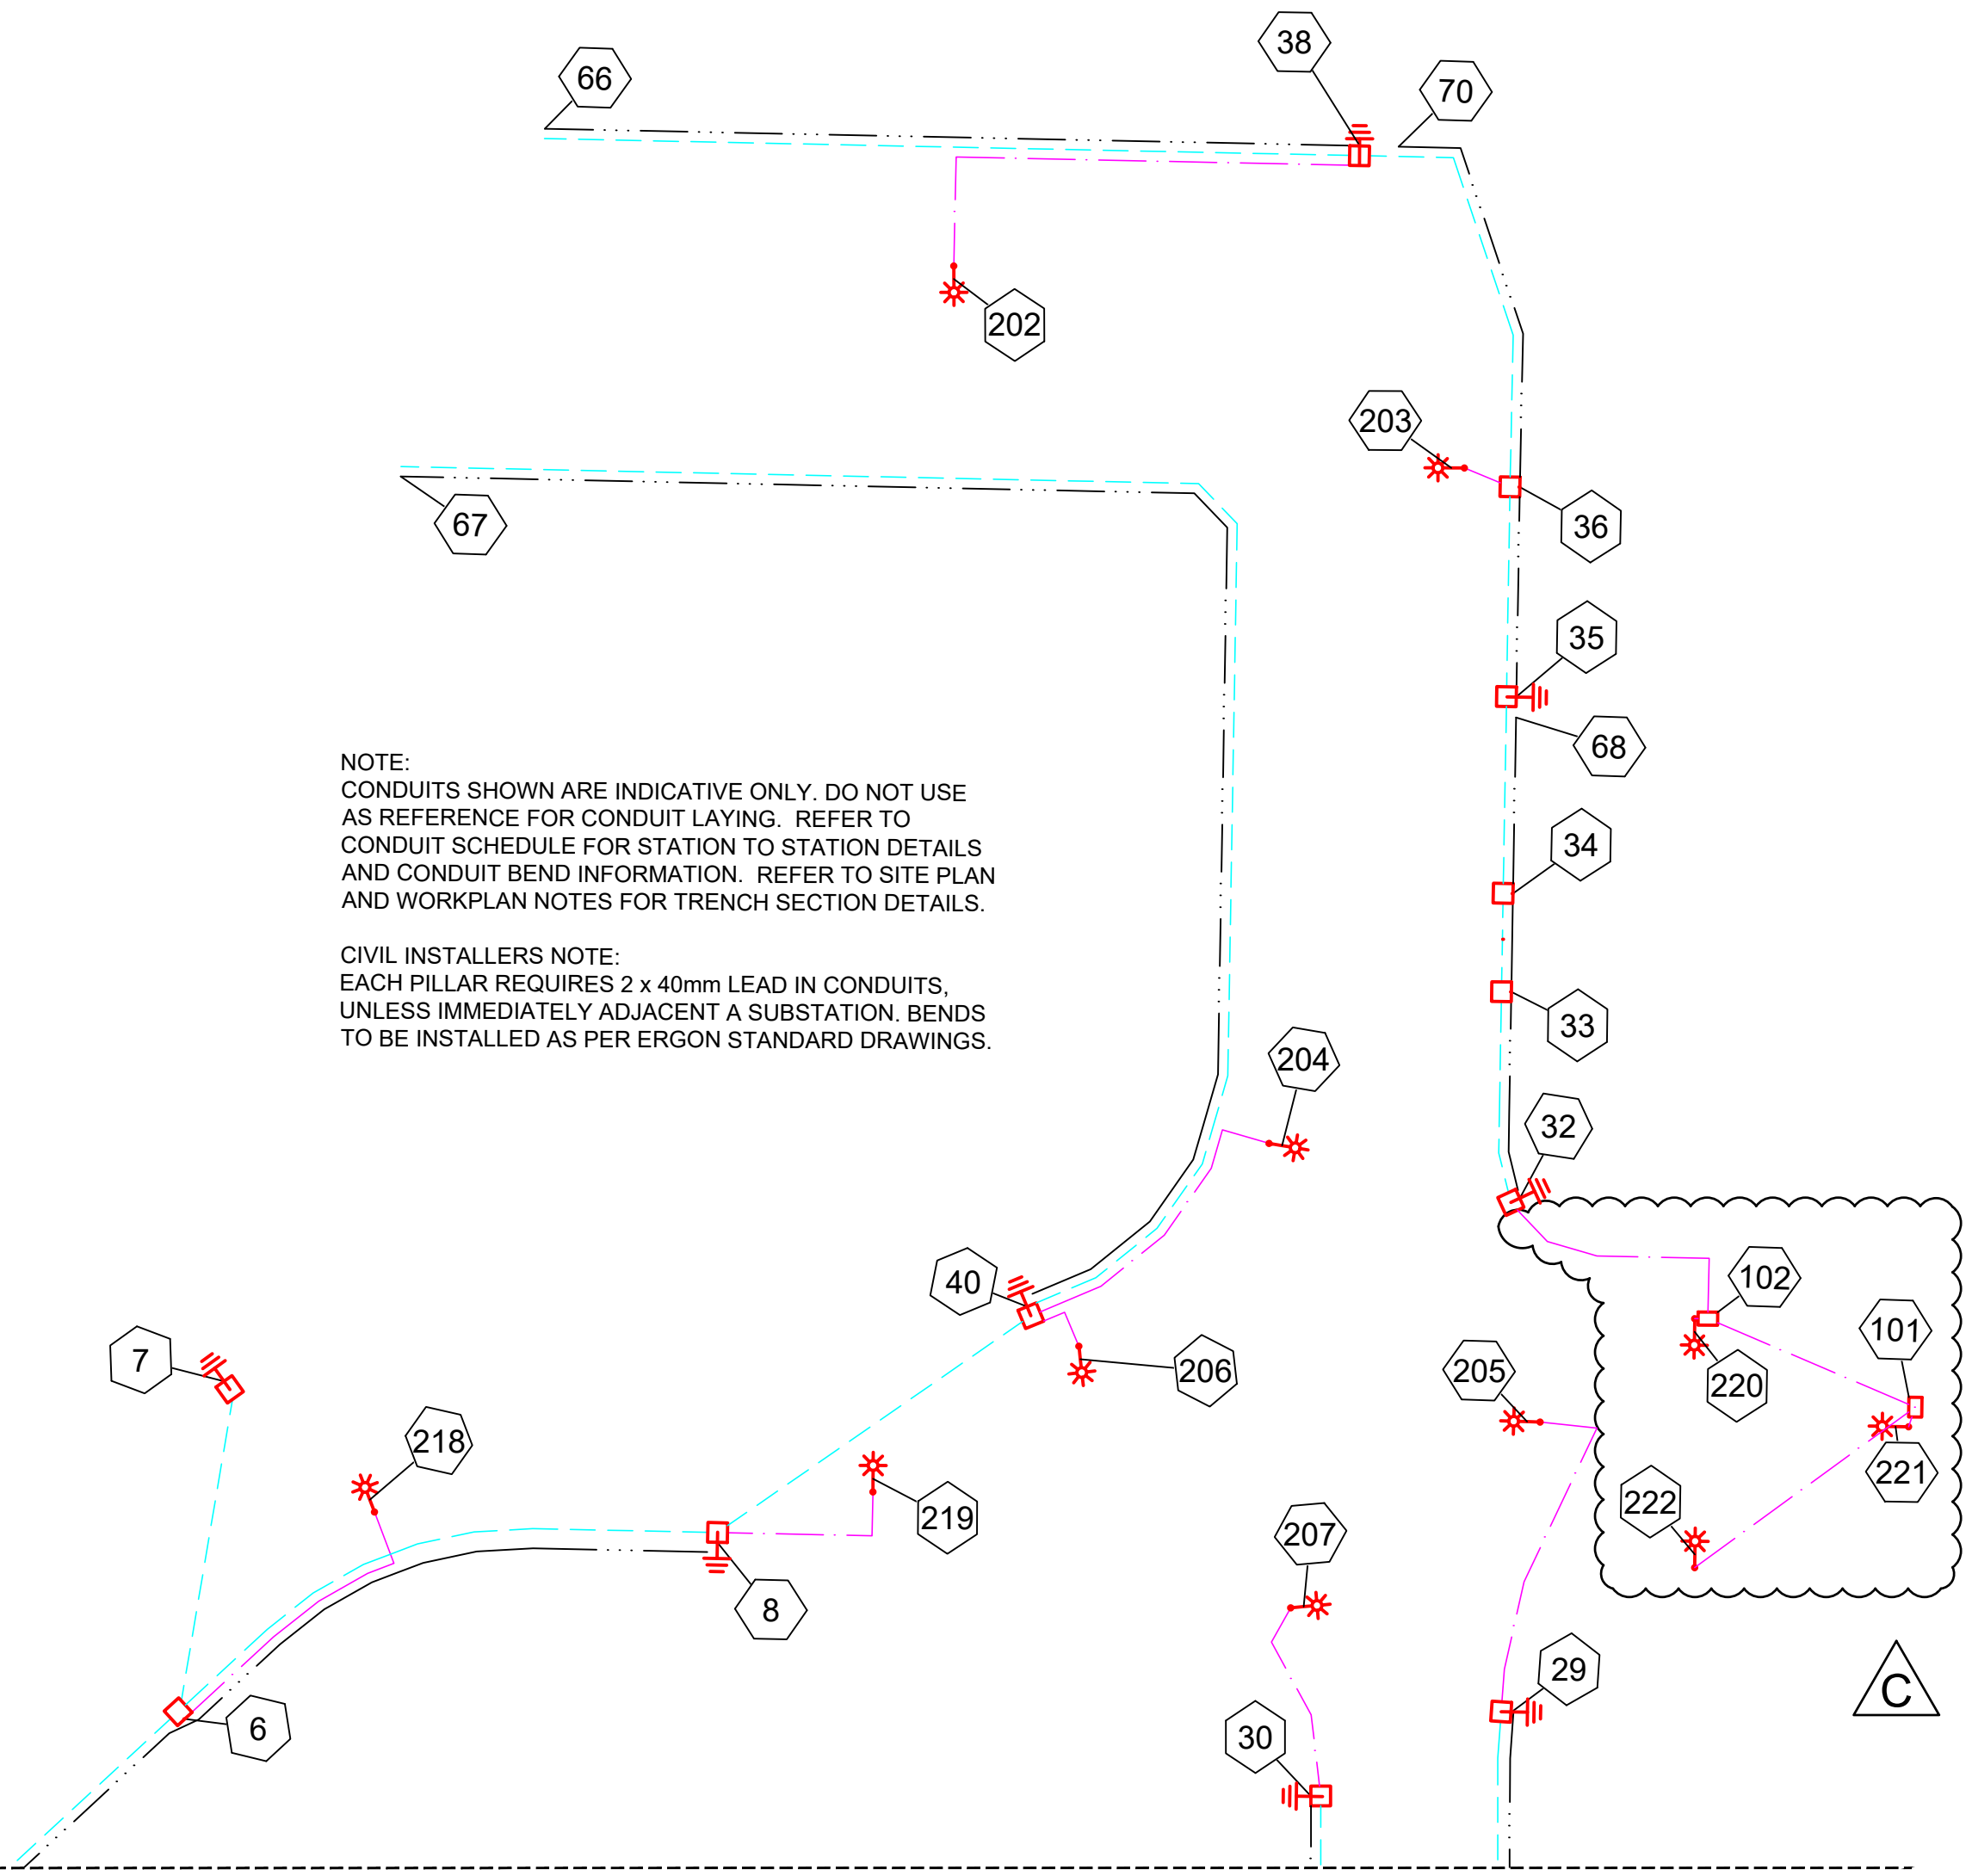 38
66
70
202
203
67
36
35
68
NOTE:
CONDUITS SHOWN ARE INDICATIVE ONLY. DO NOT USE
AS REFERENCE FOR CONDUIT LAYING. REFER TO
CONDUIT SCHEDULE FOR STATION TO STATION DETAILS
AND CONDUIT BEND INFORMATION. REFER TO SITE PLAN
AND WORKPLAN NOTES FOR TRENCH SECTION DETAILS.
34
CIVIL INSTALLERS NOTE:
EACH PILLAR REQUIRES 2 x 40mm LEAD IN CONDUITS,
UNLESS IMMEDIATELY ADJACENT A SUBSTATION. BENDS
TO BE INSTALLED AS PER ERGON STANDARD DRAWINGS.
33
204
32
40
102
101
7
206
205
220
218
221
222
219
207
8
29
C
6
30